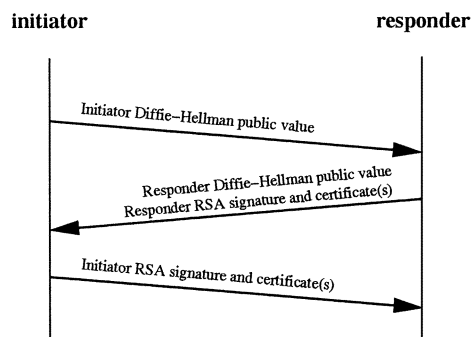 initiator
responder
Initiator Diffie–Hellman public value
Responder Diffie–Hellman public value
Responder RSA signature and certificate(s)
Initiator RSA signature and certificate(s)